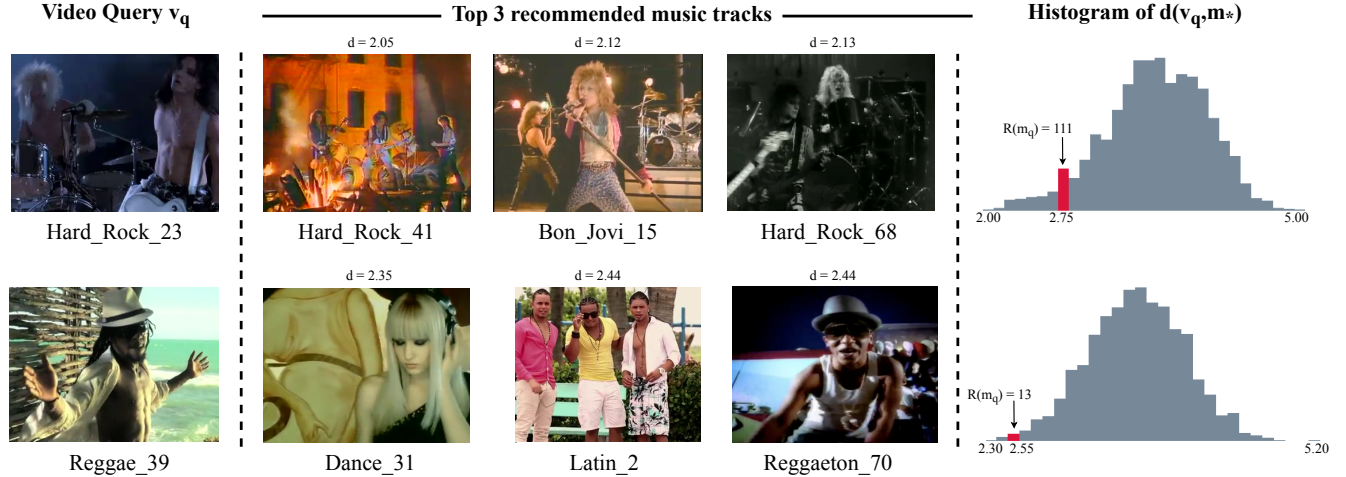 Video Query v_q
Top 3 recommended music tracks
Histogram of d(v_q,m_*)
d = 2.05
d = 2.12
d = 2.13
R(m_q) = 111
2.00
2.75
5.00
Hard_Rock_23
Hard_Rock_41
Bon_Jovi_15
Hard_Rock_68
d = 2.35
d = 2.44
d = 2.44
R(m_q) = 13
2.30
2.55
5.20
Reggae_39
Dance_31
Latin_2
Reggaeton_70